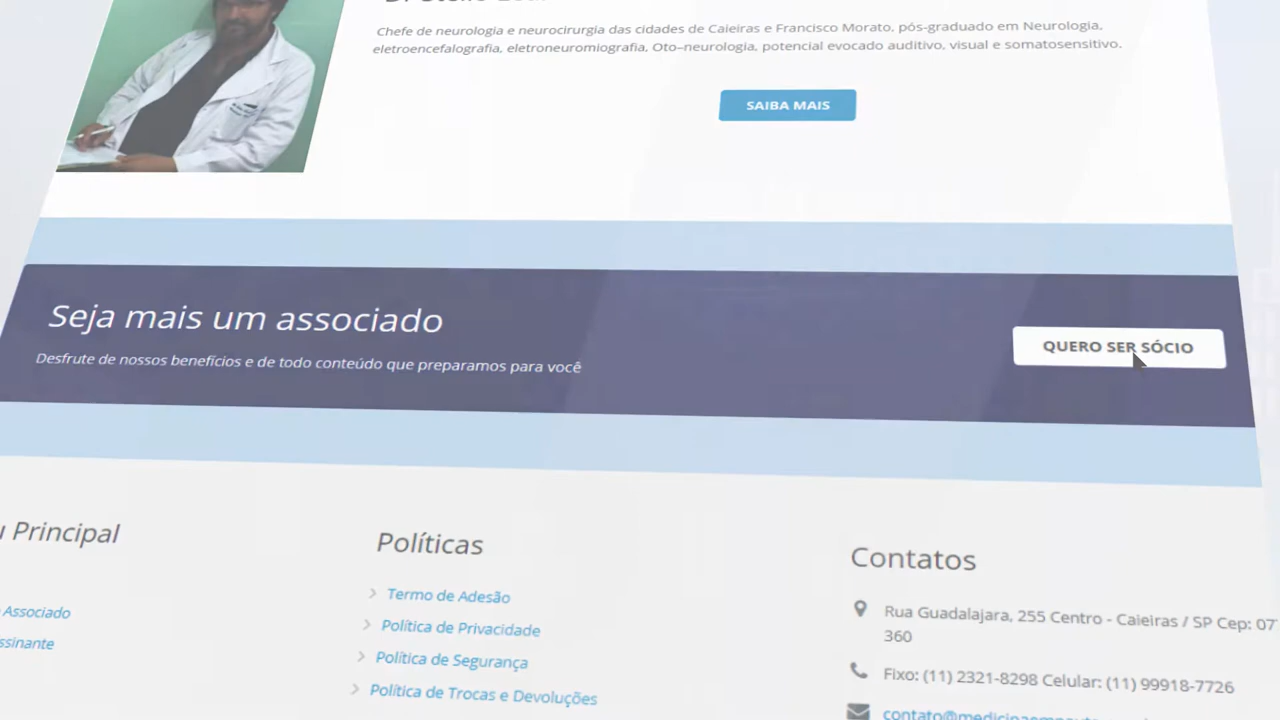 Chefe de neurologia e neurocirurgia das cidades de Caieiras e Francisco Morato, pós-graduado em Neurologia,
eletroencefalografia, eletroneuromiografia, Oto–neurologia, potencial evocado auditivo, visual e somatosensitivo.
SAIBA MAIS
Seja mais um associado
Desfrute de nossos benefícios e de todo conteúdo que preparamos para você
QUERO SER SÓCIO
Principal
Associado
Políticas
Termo de Adesão
Política de Privacidade
Política de Segurança
Política de Trocas e Devoluções
Contatos
Rua Guadalajara, 255 Centro - Caieiras / SP Cep: 07
360
Fixo: (11) 2321-8298 Celular: (11) 99918-7726